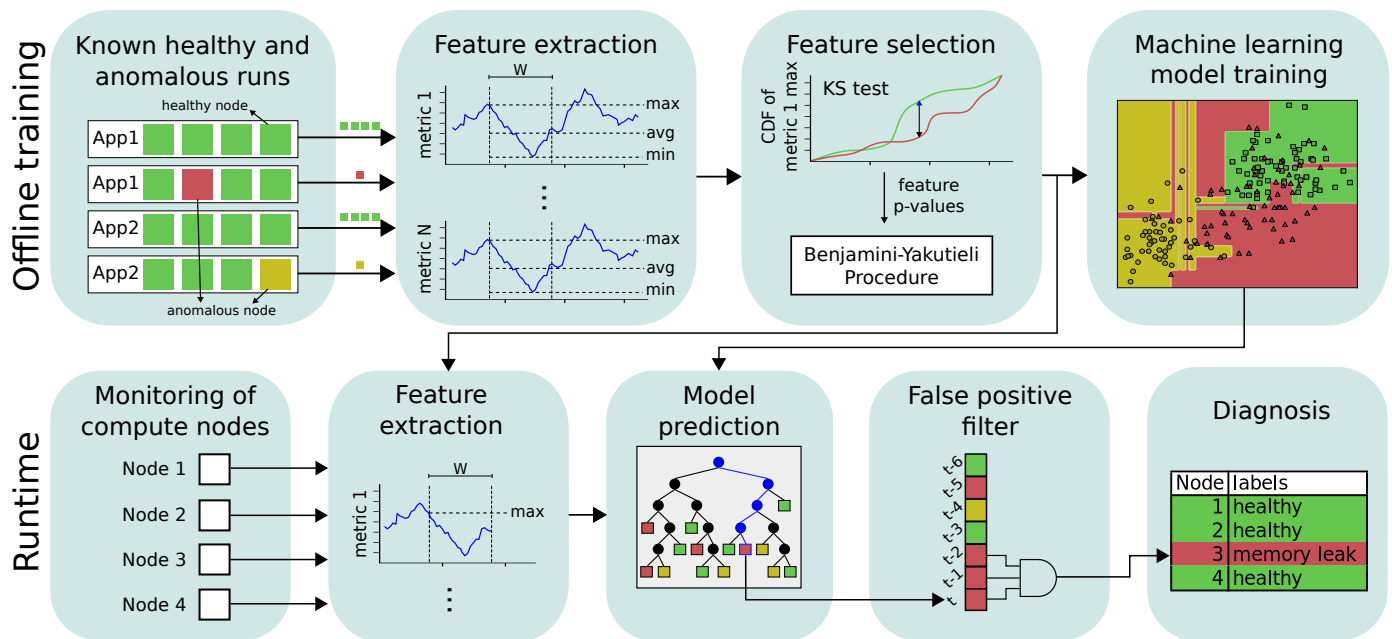 Offline training
Known healthy and
anomalous runs
healthy node
App1
App1
App2
App2
anomalous node
Feature extraction
W
metric 1
max
avg
min
...
metric N
max
avg
min
Feature selection
CDF of
metric 1 max
KS test
feature
p-values
Benjamini-Yakutieli
Procedure
Machine learning
model training
Runtime
Monitoring of
compute nodes
Node 1
Node 2
Node 3
Node 4
Feature
extraction
W
metric 1
max
...
Model
prediction
False positive
filter
t-6
t-5
t-4
t-3
t-2
t-1
t
Diagnosis
Node labels
1 healthy
2 healthy
3 memory leak
4 healthy